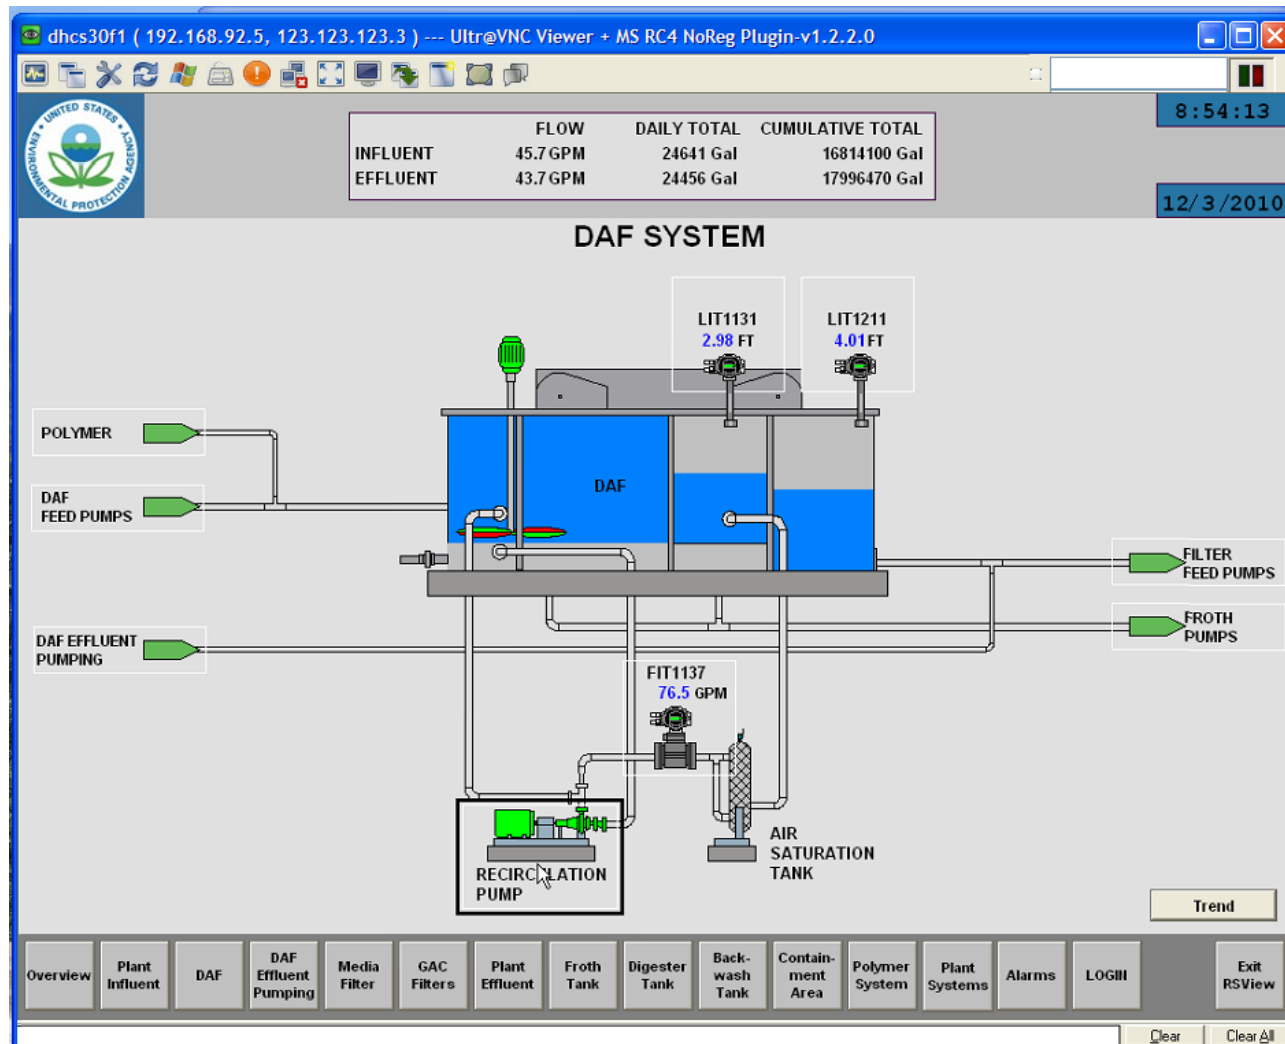 dhcs30f1 ( 192.168.92.5, 123.123.123.3 ) --- Ultr@VNC Viewer + MS RC4 NoReg Plugin-v1.2.2.0
UNITED STATES
ENVIRONMENTAL PROTECTION AGENCY
FLOW DAILY TOTAL CUMULATIVE TOTAL
INFLUENT 45.7 GPM 24641 Gal 16814100 Gal
EFFLUENT 43.7 GPM 24456 Gal 17996470 Gal
8:54:13
12/3/2010
DAF SYSTEM
LIT1131
2.98 FT
LIT1211
4.01 FT
POLYMER
DAF
FEED PUMPS
DAF
FILTER
FEED PUMPS
FROTH
PUMPS
DAF EFFLUENT
PUMPING
FIT1137
76.5 GPM
RECIRCULATION
PUMP
AIR
SATURATION
TANK
Trend
Overview
Plant
Influent
DAF
DAF
Effluent
Pumping
Media
Filter
GAC
Filters
Plant
Effluent
Froth
Tank
Digester
Tank
Back-
wash
Tank
Contain-
ment
Area
Polymer
System
Plant
Systems
Alarms
LOGIN
Exit
RSView
Clear
Clear All